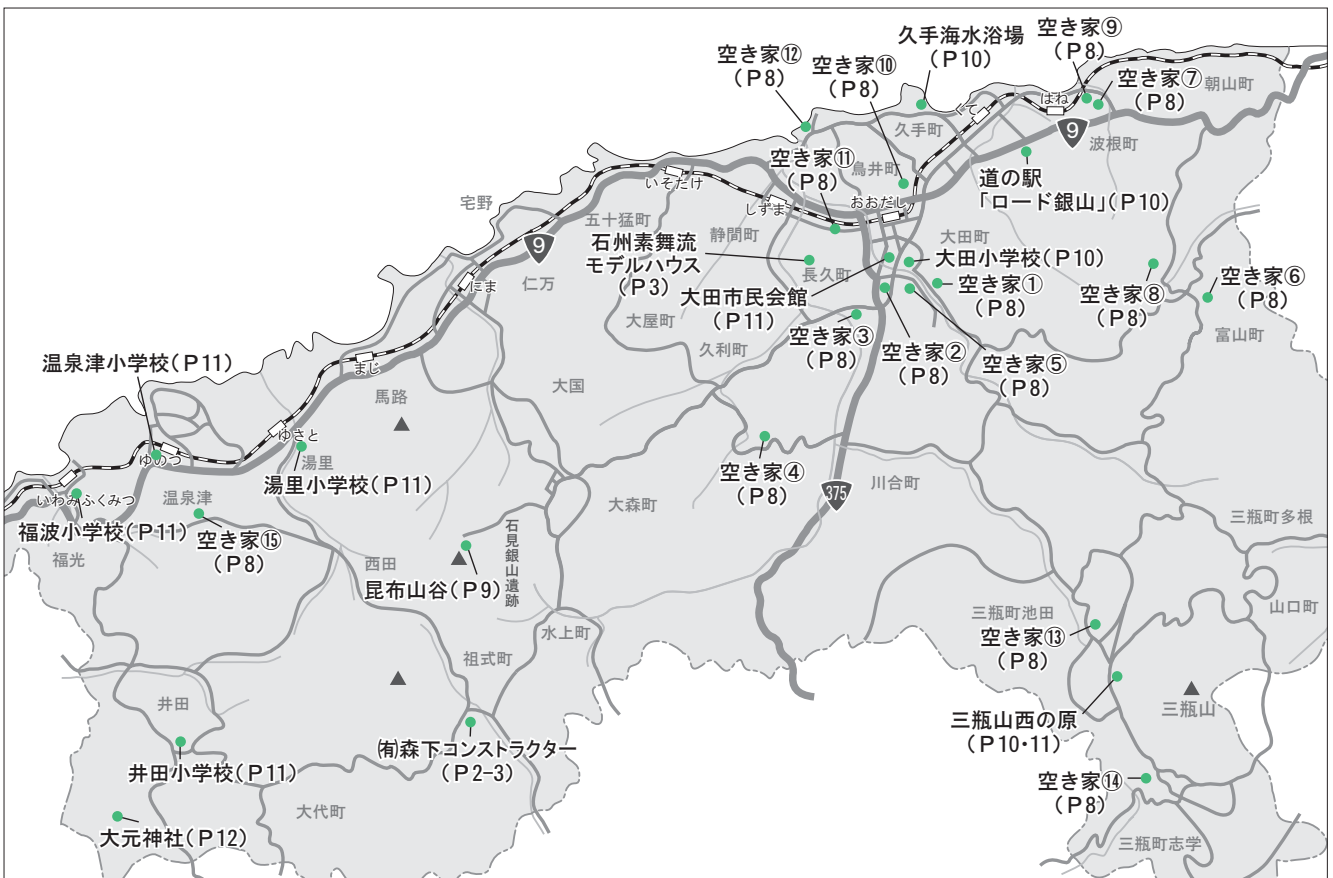 空き家⑫
(P8)
空き家⑩
(P8)
久手海水浴場
(P10)
空き家⑨
(P8)
空き家⑦
(P8)
朝山町
はね
くて
久手町
9
波根町
空き家⑪
(P8)
鳥井町
道の駅
「ロード銀山」(P10)
いそたけ
しずま
おおだし
宅野
五十猛町
静間町
石州素舞流
モデルハウス
(P3)
長久町
大田町
大田小学校(P10)
9
仁万
にま
大屋町
大田市民会館
(P11)
空き家①
(P8)
空き家⑧
(P8)
空き家⑥
(P8)
富山町
久利町
空き家③
(P8)
空き家②
(P8)
空き家⑤
(P8)
温泉津小学校(P11)
まじ
馬路
大国
ゆさと
湯里
湯里小学校(P11)
ゆのつ
いわみふくみつ
温泉津
福波小学校(P11)
福光
空き家⑮
(P8)
空き家④
(P8)
375
川合町
大森町
三瓶町多根
西田
石見銀山遺跡
昆布山谷(P9)
水上町
祖式町
三瓶町池田
空き家⑬
(P8)
山口町
三瓶山西の原
(P10・11)
三瓶山
井田
井田小学校(P11)
㈲森下コンストラクター
(P2-3)
空き家⑭
(P8)
大代町
大元神社(P12)
三瓶町志学